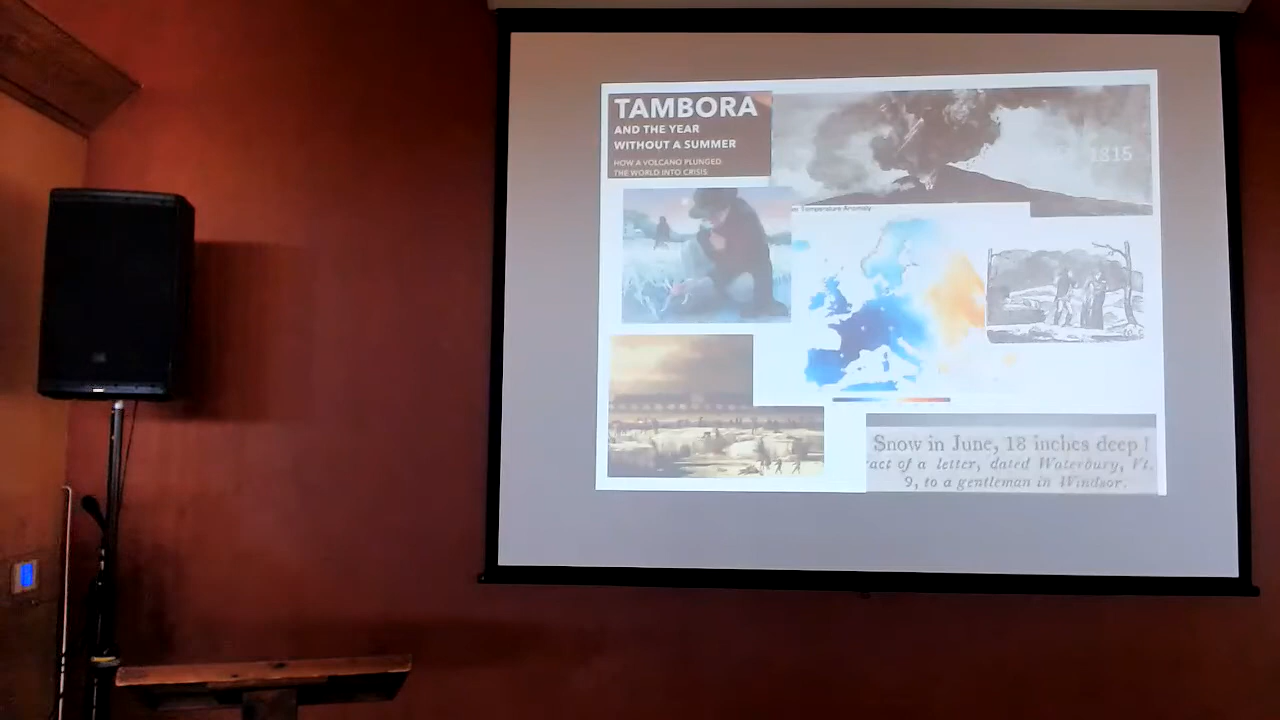 TAMBORA
AND THE YEAR
WITHOUT A SUMMER
HOW A VOLCANO PLUNGED
THE WORLD INTO CRISIS
1815
Temperature Anomaly
Snow in June, 18 inches deep !
act of a letter, dated Waterbury, Vt.
9, to a gentleman in Windsor.